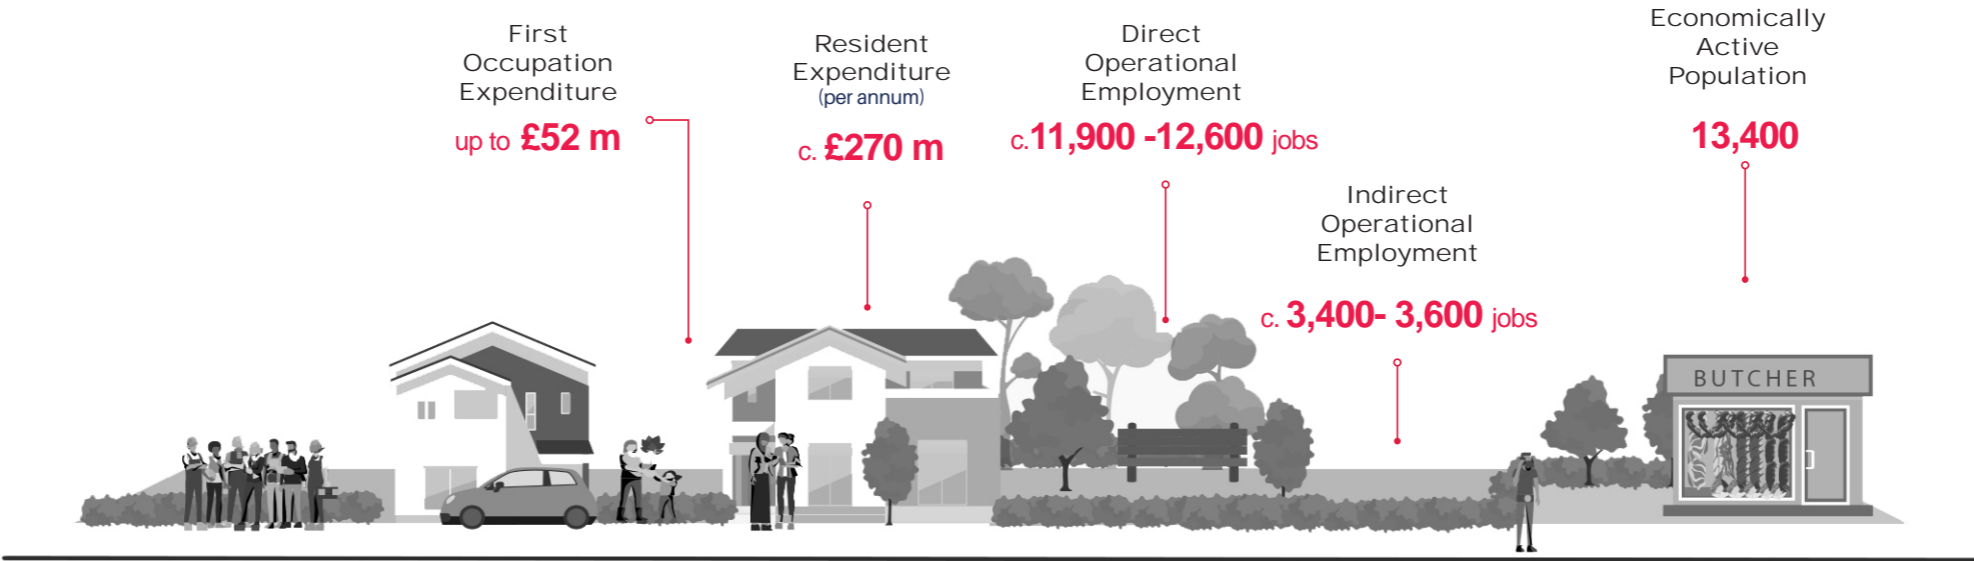 First
Occupation
Expenditure
up to £52 m
Resident
Expenditure
(per annum)
c. £270 m
Direct
Operational
Employment
c.11,900 -12,600 jobs
Indirect
Operational
Employment
c. 3,400- 3,600 jobs
Economically
Active
Population
13,400
BUTCHER